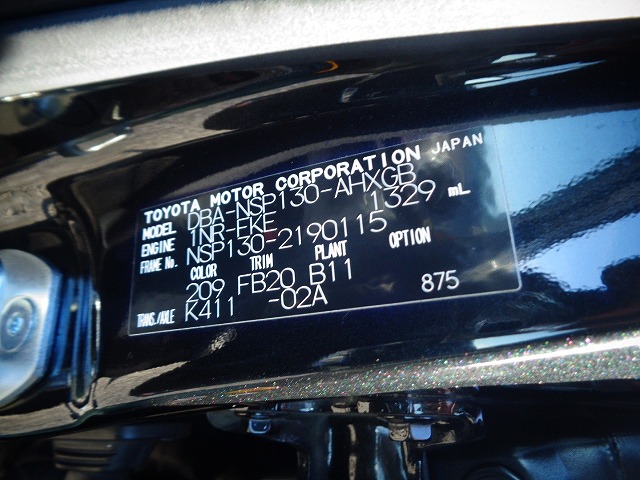 TOYOTA MOTOR CORPORATION JAPAN
MODEL DBA-NSP130-AHXGB
ENGINE 1NR-FKE 1329 mL
FRAME No. NSP130-2190115
COLOR TRIM PLANT OPTION
209 FB20 B11
TRANS./AXLE K411 -02A 875